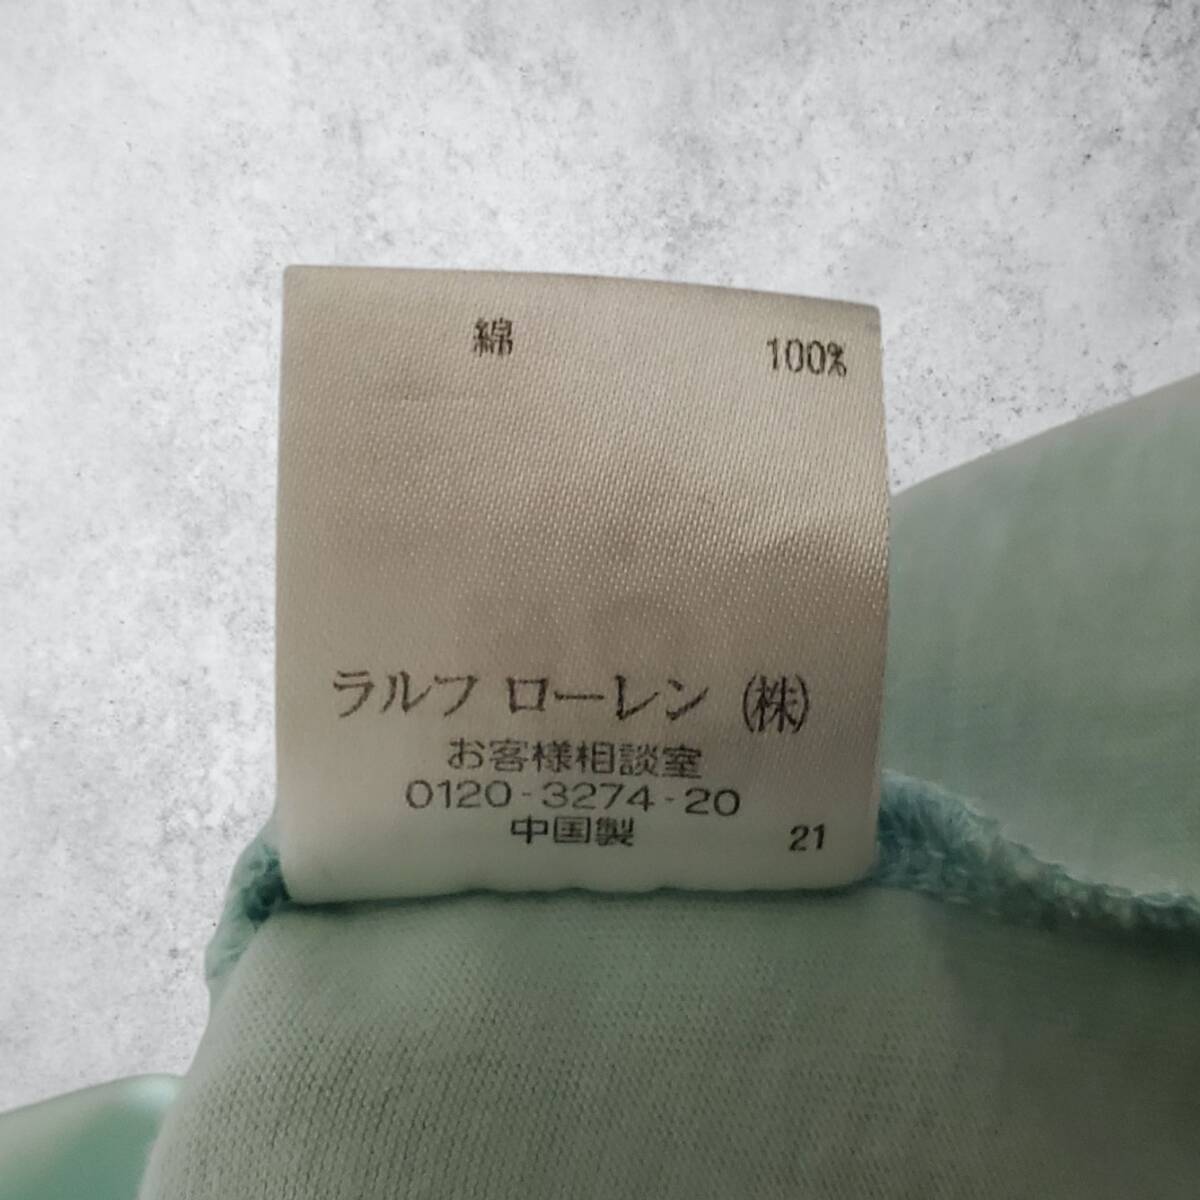 綿 100%
ラルフ ローレン (株)
お客様相談室
0120-3274-20
中国製 21